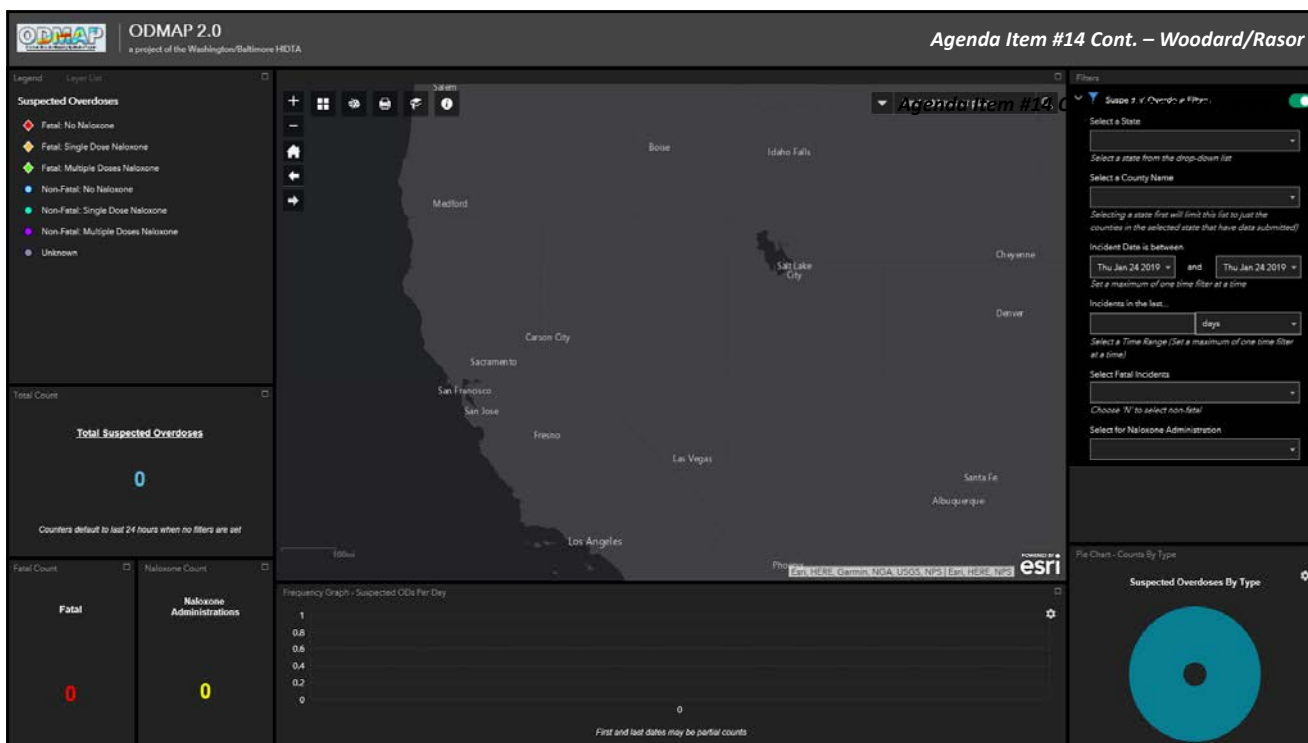 ODMAP
ODMAP 2.0
a project of the Washington/Baltimore HIDTA
Agenda Item #14 Cont. – Woodard/Rasor
Legend Layer List
Suspected Overdoses
Fatal: No Naloxone
Fatal: Single Dose Naloxone
Fatal: Multiple Doses Naloxone
Non-Fatal: No Naloxone
Non-Fatal: Single Dose Naloxone
Non-Fatal: Multiple Doses Naloxone
Unknown
Total Count
Total Suspected Overdoses
0
Counters default to last 24 hours when no filters are set
Fatal Count
Fatal
0
Naloxone Count
Naloxone
Administrations
0
Salem
Agenda Item #14 C
Boise
Idaho Falls
Medford
Cheyenne
Salt Lake
City
Denver
Carson City
Sacramento
San Francisco
San Jose
Fresno
Las Vegas
Santa Fe
Albuquerque
Los Angeles
100mi
Esri, HERE, Garmin, NGA, USGS, NPS | Esri, HERE, NPS
POWERED BY
esri
Frequency Graph - Suspected ODs Per Day
1
0.8
0.6
0.4
0.2
0
0
First and last dates may be partial counts
Filters
Select a State
Select a state from the drop-down list
Select a County Name
Selecting a state first will limit this list to just the
counties in the selected state that have data submitted)
Incident Date is between
Thu Jan 24 2019 and Thu Jan 24 2019
Set a maximum of one time filter at a time
Incidents in the last...
days
Select a Time Range (Set a maximum of one time filter
at a time)
Select Fatal Incidents
Choose 'N' to select non-fatal
Select for Naloxone Administration
Pie Chart - Counts By Type
Suspected Overdoses By Type